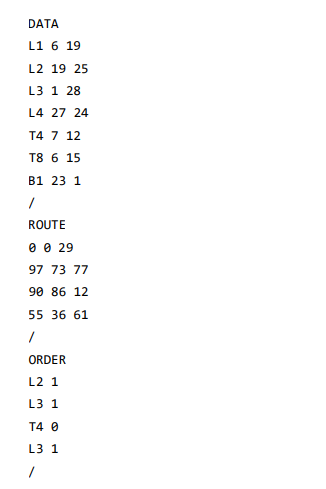 DATA
L1 6 19
L2 19 25
L3 1 28
L4 27 24
T4 7 12
T8 6 15
B1 23 1
/
ROUTE
0 0 29
97 73 77
90 86 12
55 36 61
/
ORDER
L2 1
L3 1
T4 0
L3 1
/